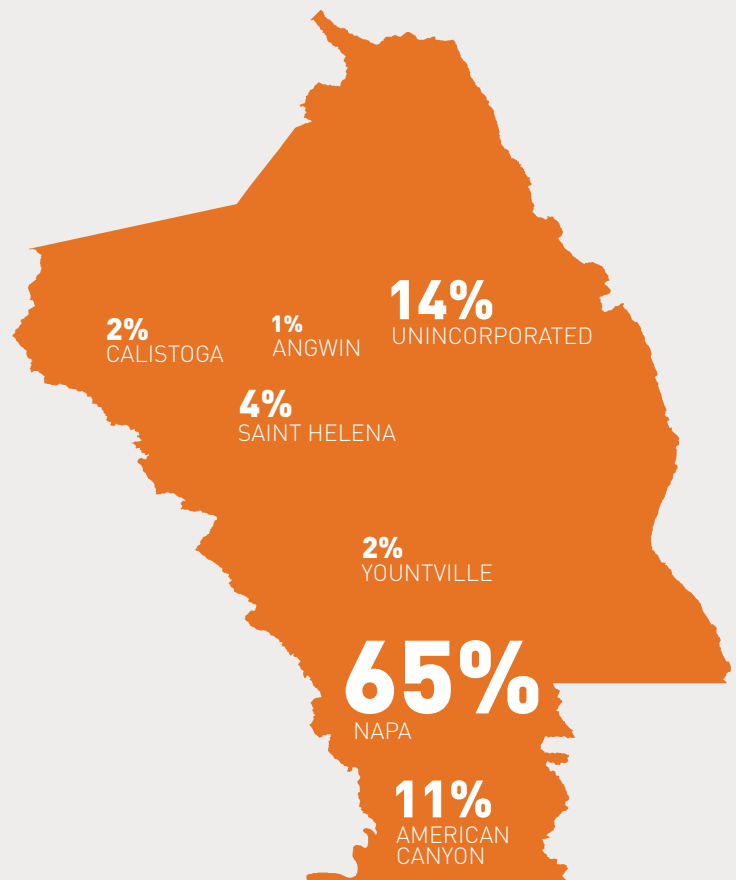 14%
UNINCORPORATED
2%
CALISTOGA
1%
ANGWIN
4%
SAINT HELENA
2%
YOUNTVILLE
65%
NAPA
11%
AMERICAN
CANYON